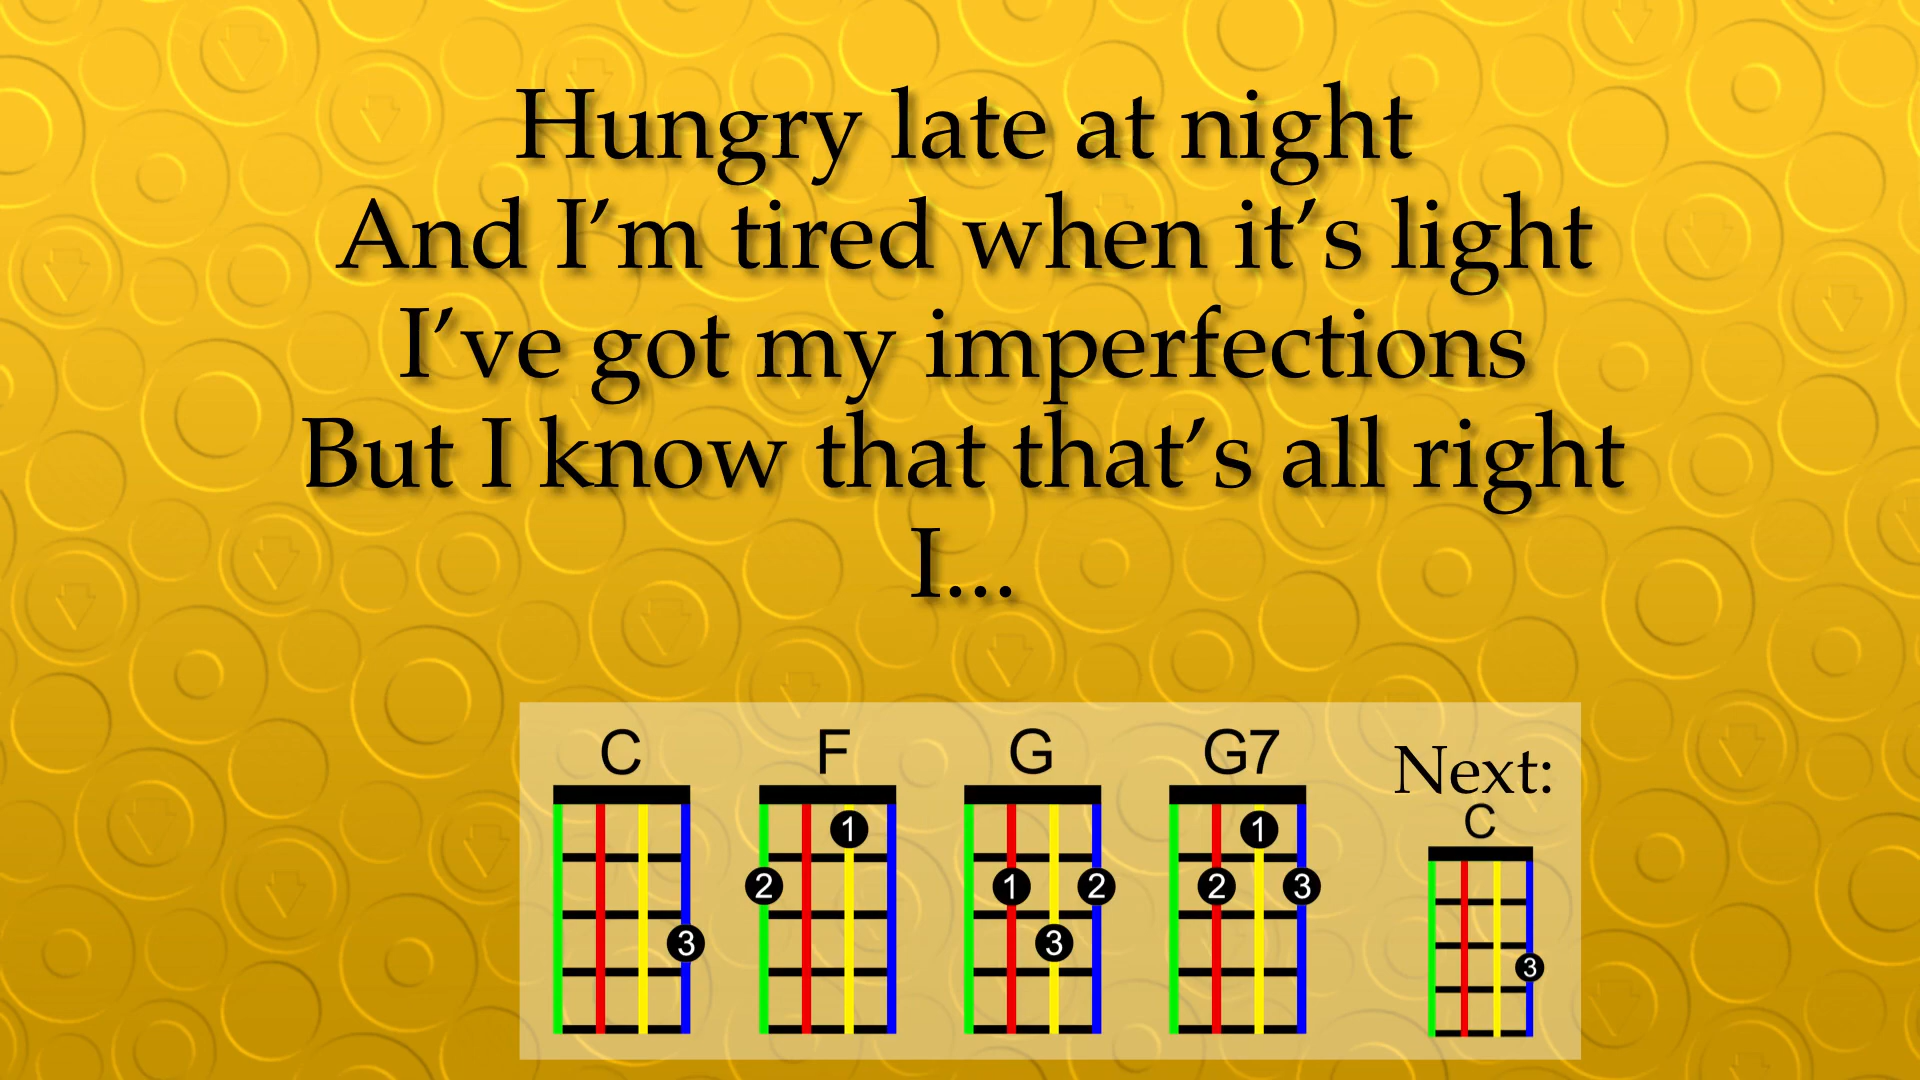 Hungry late at night
And I’m tired when it’s light
I’ve got my imperfections
But I know that that’s all right
I...
C F G G7 Next:
C
1 1
2 1 2 2 3
3 3 3